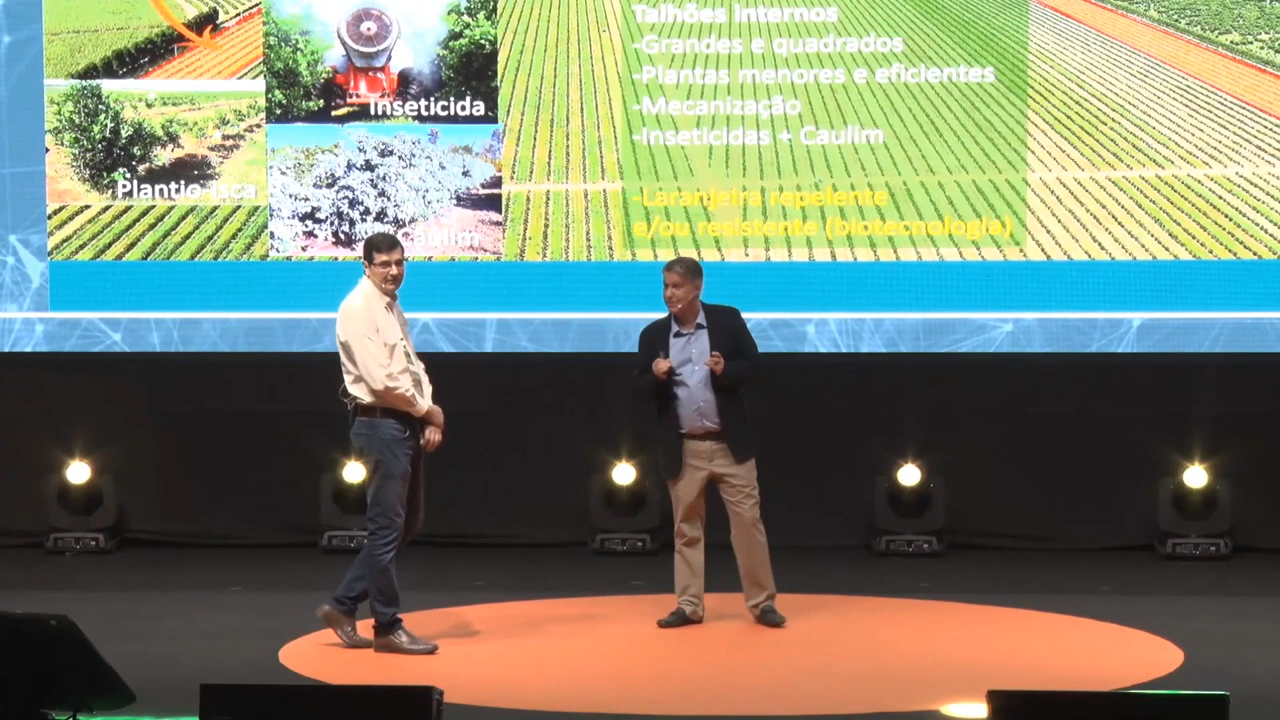 Talhões internos
-Grandes e quadrados
-Plantas menores e eficientes
-Mecanização
-Inseticidas + Caulim
-Laranjeira repelente
e/ou resistente (biotecnologia)
Inseticida
Plantio-isca
Caulim